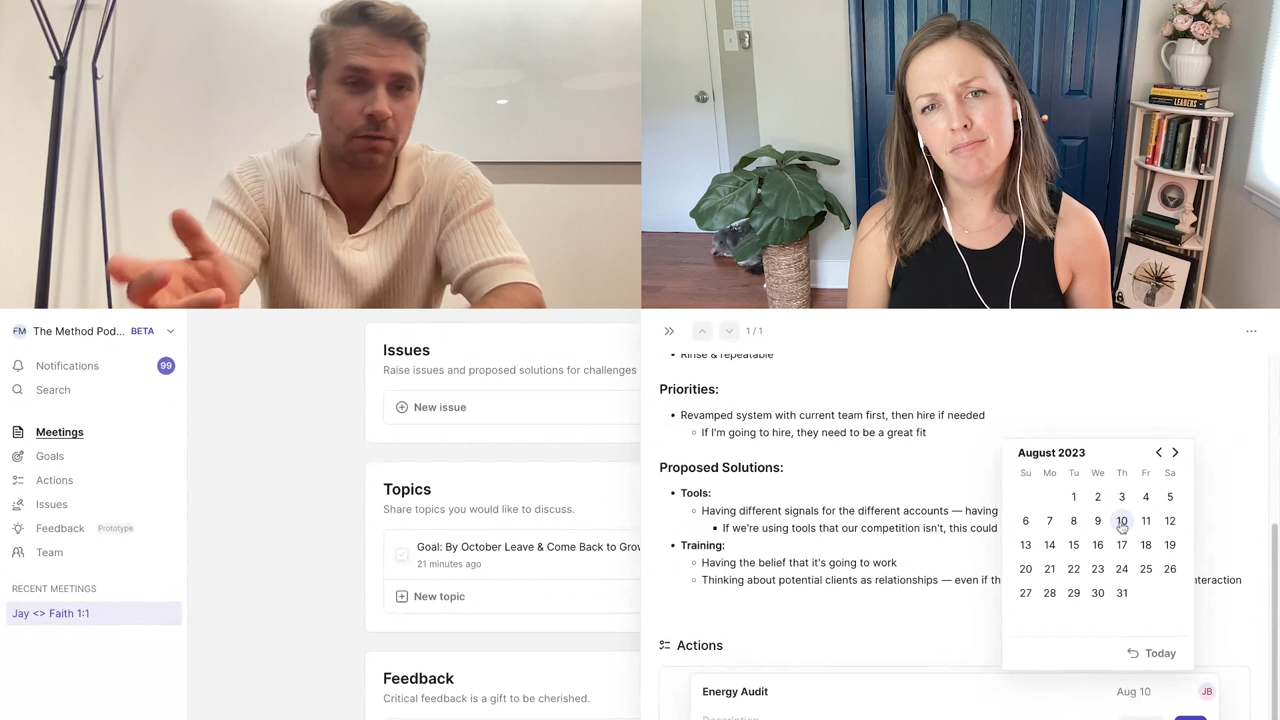 LEADERS
FM The Method Pod... BETA
Notifications 99
Search
Meetings
Goals
Actions
Issues
Feedback Prototype
Team
RECENT MEETINGS
Jay <> Faith 1:1
Issues
Raise issues and proposed solutions for challenges
New issue
Topics
Share topics you would like to discuss.
Goal: By October Leave & Come Back to Grow
21 minutes ago
New topic
Feedback
Critical feedback is a gift to be cherished.
1 / 1
• Rinse & repeatable
Priorities:
• Revamped system with current team first, then hire if needed
◦ If I'm going to hire, they need to be a great fit
Proposed Solutions:
• Tools:
◦ Having different signals for the different accounts — having
▪ If we're using tools that our competition isn't, this could
• Training:
◦ Having the belief that it's going to work
◦ Thinking about potential clients as relationships — even if th
nteraction
August 2023
Su Mo Tu We Th Fr Sa
1 2 3 4 5
6 7 8 9 10 11 12
13 14 15 16 17 18 19
20 21 22 23 24 25 26
27 28 29 30 31
Today
Actions
Energy Audit Aug 10 JB
Description